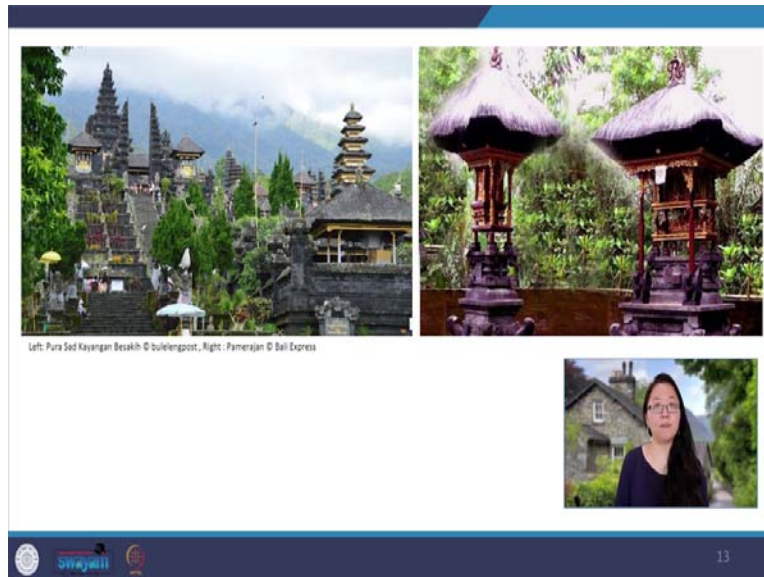 Left: Pura Sad Kayangan Besakih © bulelengpost , Right : Pamerajan © Bali Express
swayam
13